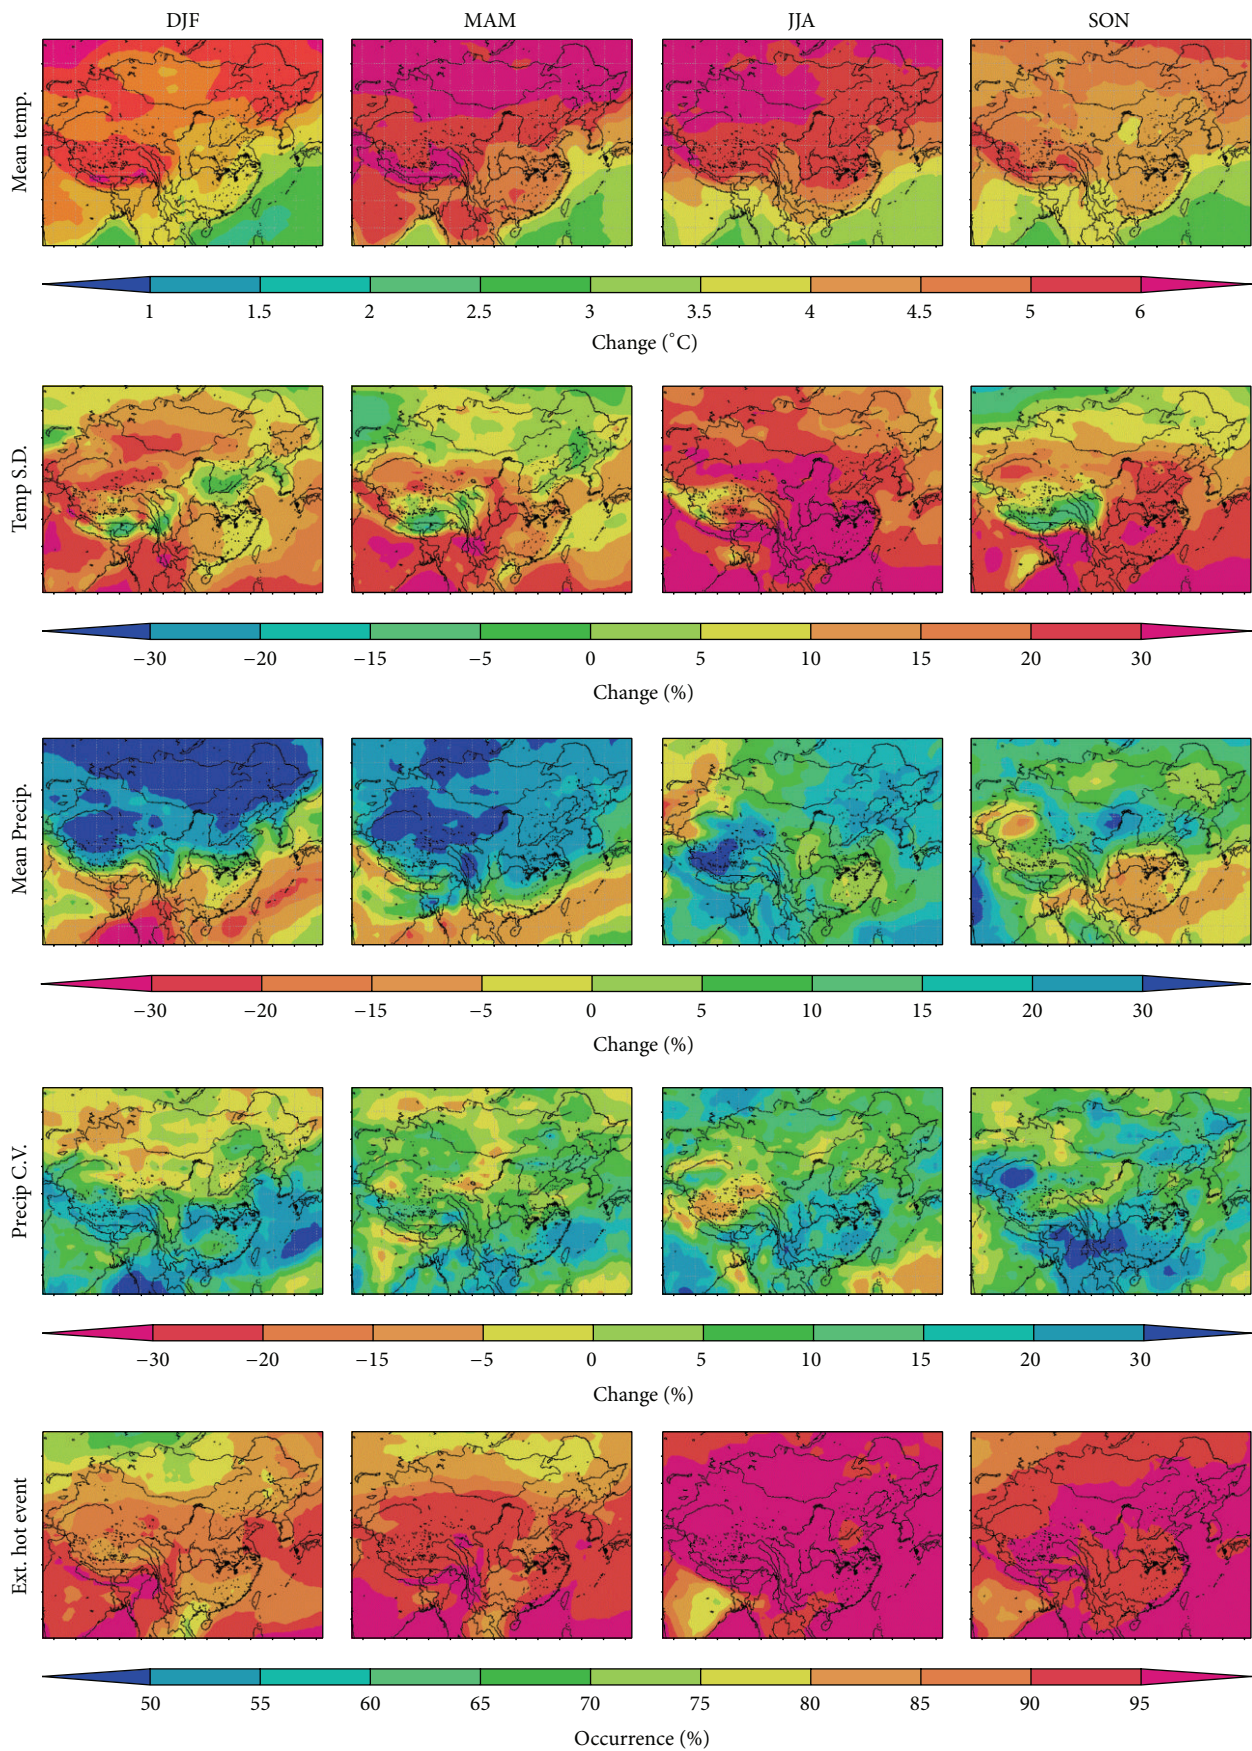 DJF MAM JJA SON
Mean temp.
1 1.5 2 2.5 3 3.5 4 4.5 5 6
Change (°C)
Temp S.D.
−30 −20 −15 −5 0 5 10 15 20 30
Change (%)
Mean Precip.
−30 −20 −15 −5 0 5 10 15 20 30
Change (%)
Precip C.V.
−30 −20 −15 −5 0 5 10 15 20 30
Change (%)
Ext. hot event
50 55 60 65 70 75 80 85 90 95
Occurrence (%)